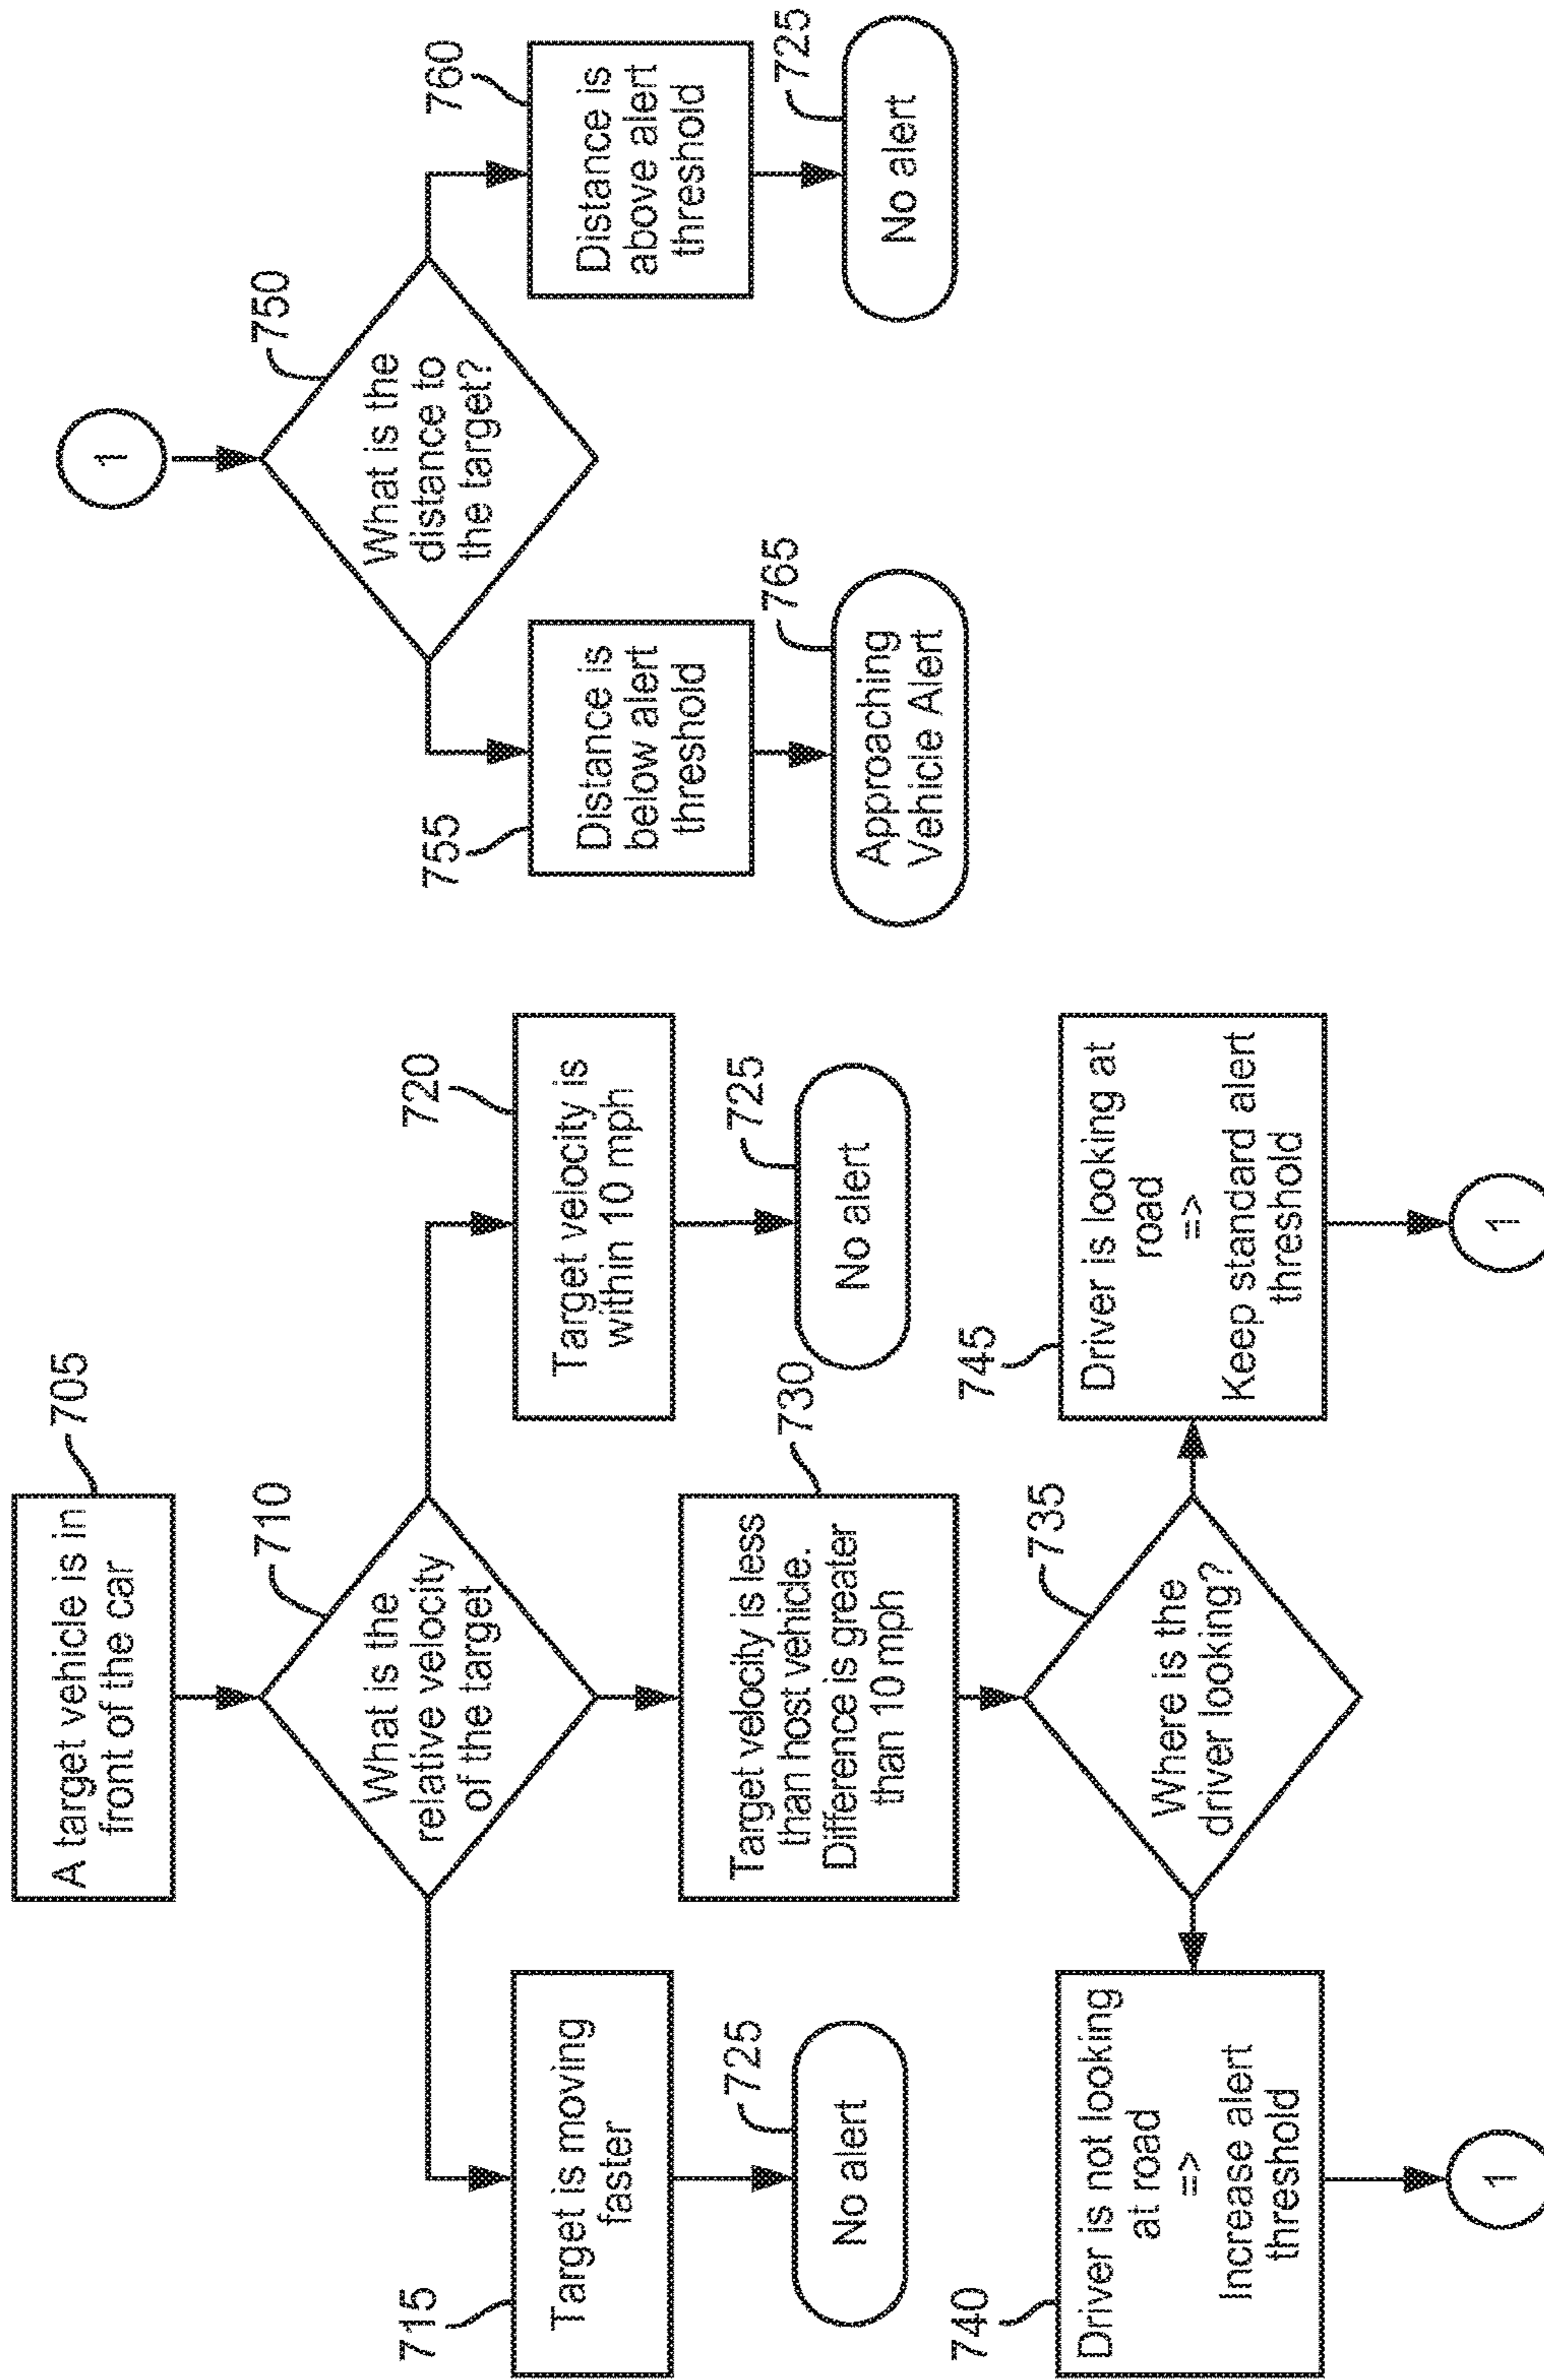 705
A target vehicle is in
front of the car
710
What is the
relative velocity
of the target
715
Target is moving
faster
725
No alert
720
Target velocity is
within 10 mph
725
No alert
730
Target velocity is less
than host vehicle.
Difference is greater
than 10 mph
735
Where is the
driver looking?
740
Driver is not looking
at road
=>
Increase alert
threshold
1
745
Driver is looking at
road
=>
Keep standard alert
threshold
1
1
750
What is the
distance to
the target?
755
Distance is
below alert
threshold
765
Approaching
Vehicle Alert
760
Distance is
above alert
threshold
725
No alert